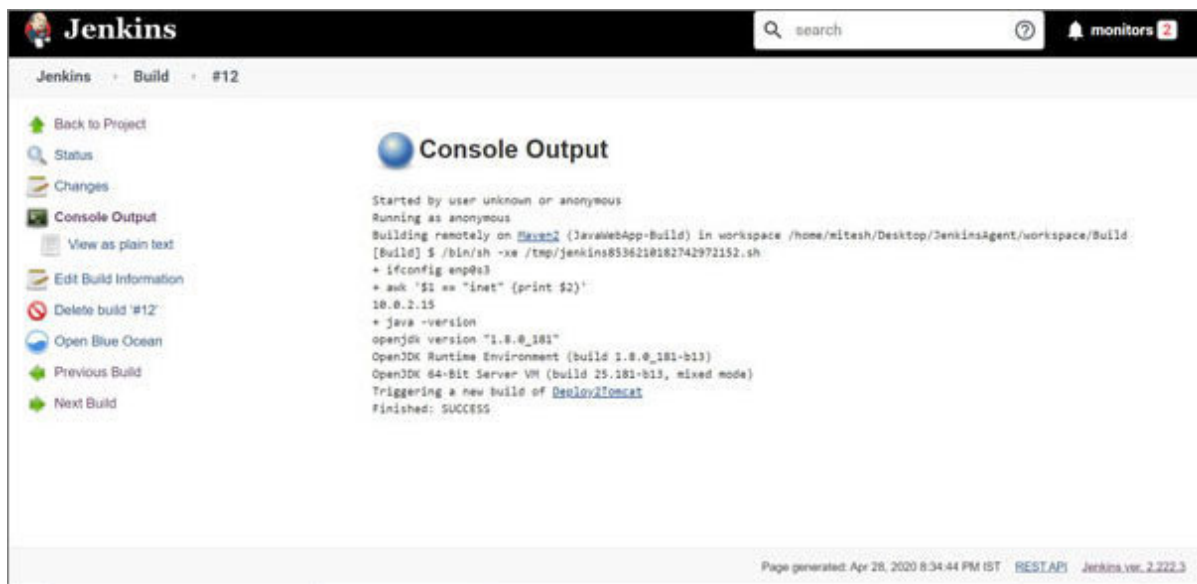 Jenkins
search
monitors 2
Jenkins Build #12
Back to Project
Status
Changes
Console Output
View as plain text
Edit Build Information
Delete build '#12'
Open Blue Ocean
Previous Build
Next Build
Console Output
Started by user unknown or anonymous
Running as anonymous
Building remotely on Maven2 (JavaWebApp-Build) in workspace /home/mitesh/Desktop/JenkinsAgent/workspace/Build
[Build] $ /bin/sh -xe /tmp/jenkins8536210182742972152.sh
+ ifconfig enp0s3
+ awk '$1 == "inet" {print $2}'
10.0.2.15
+ java -version
openjdk version "1.8.0_181"
OpenJDK Runtime Environment (build 1.8.0_181-b13)
OpenJDK 64-Bit Server VM (build 25.181-b13, mixed mode)
Triggering a new build of Deploy2Tomcat
Finished: SUCCESS
Page generated: Apr 28, 2020 8:34:44 PM IST REST API Jenkins ver. 2.222.3